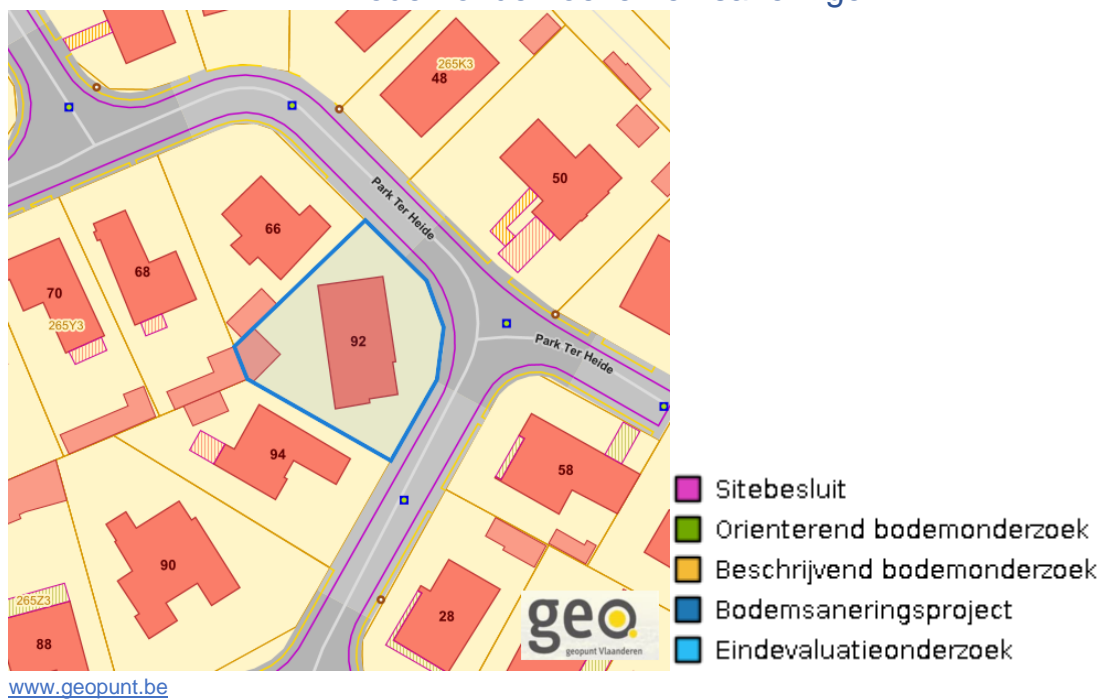 48
265K3
50
Park Ter Heide
66
68
70
265Y3
92
Park Ter Heide
94
58
90
265Z3
88
28
geo.
geopunt Vlaanderen
Sitebesluit
Orienterend bodemonderzoek
Beschrijvend bodemonderzoek
Bodemsaneringsproject
Eindevaluatieonderzoek
www.geopunt.be